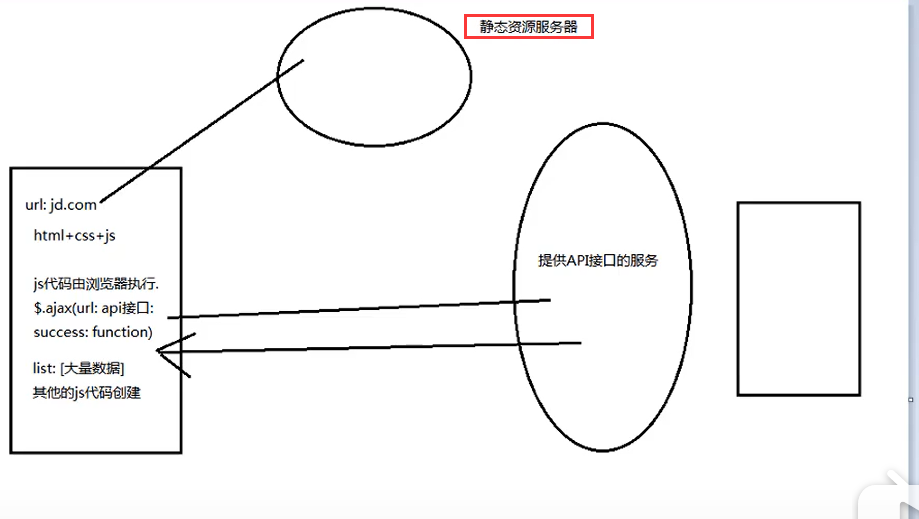 静态资源服务器
url: jd.com
html+css+js
js代码由浏览器执行.
$.ajax(url: api接口:
success: function)
list: [大量数据]
其他的js代码创建
提供API接口的服务